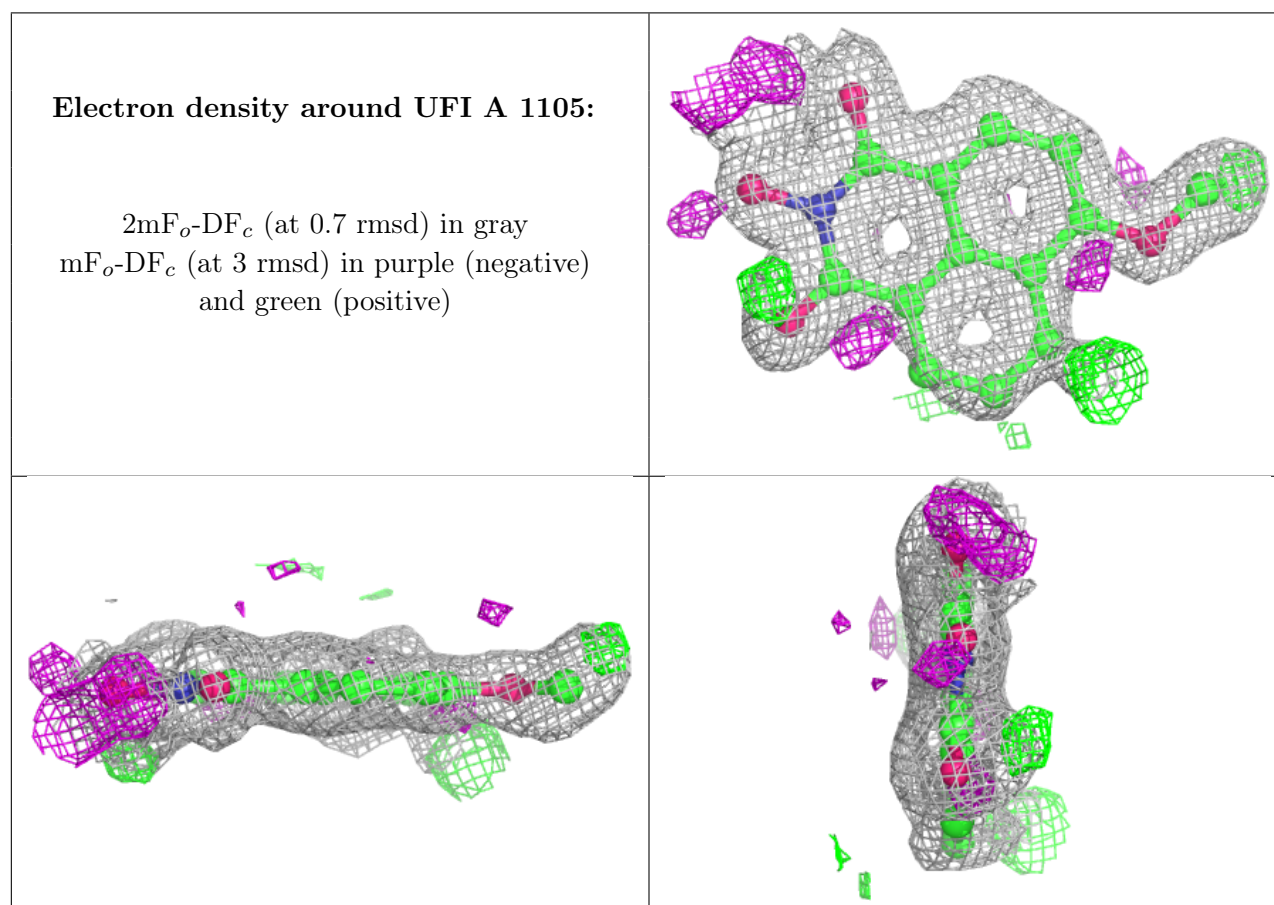 Electron density around UFI A 1105:
2mFo-DFc (at 0.7 rmsd) in gray
mFo-DFc (at 3 rmsd) in purple (negative)
and green (positive)